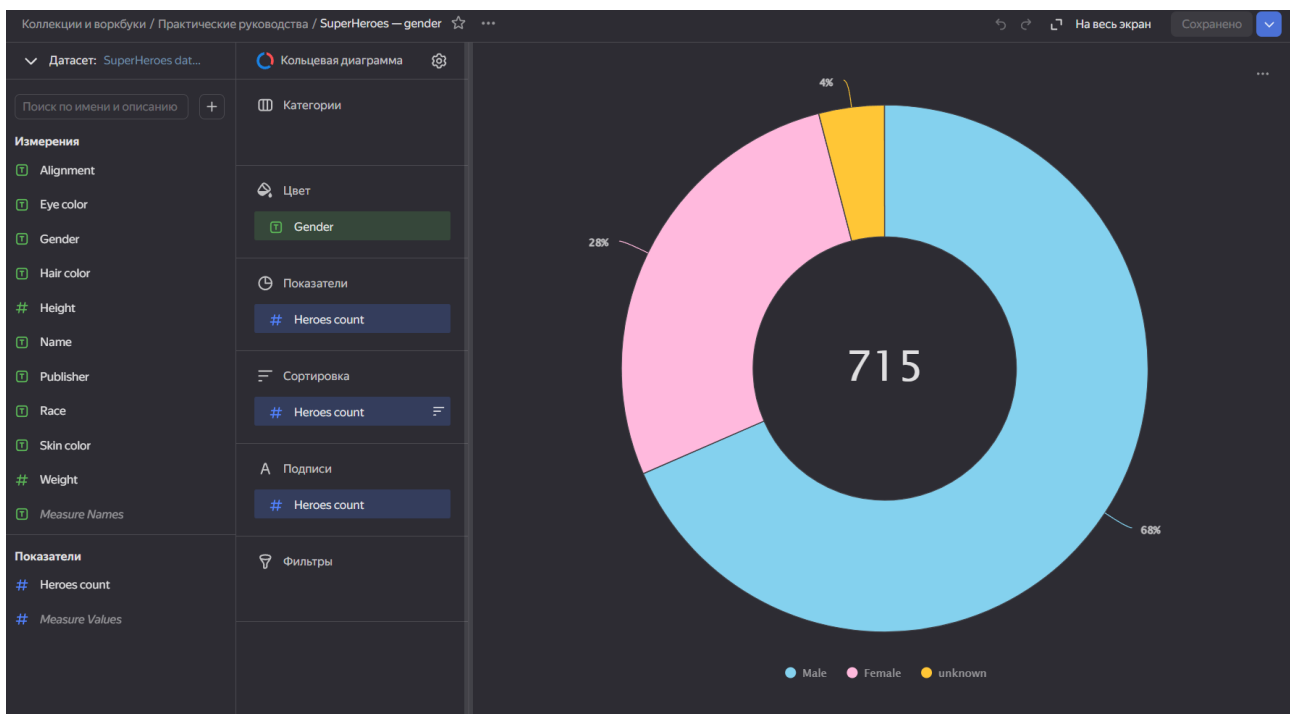 Коллекции и воркбуки / Практические руководства / SuperHeroes — gender
На весь экран
Сохранено
Датасет: SuperHeroes dat...
Поиск по имени и описанию
Измерения
Alignment
Eye color
Gender
Hair color
Height
Name
Publisher
Race
Skin color
Weight
Measure Names
Показатели
Heroes count
Measure Values
Кольцевая диаграмма
Категории
Цвет
Gender
Показатели
Heroes count
Сортировка
Heroes count
Подписи
Heroes count
Фильтры
4%
28%
715
68%
Male Female unknown